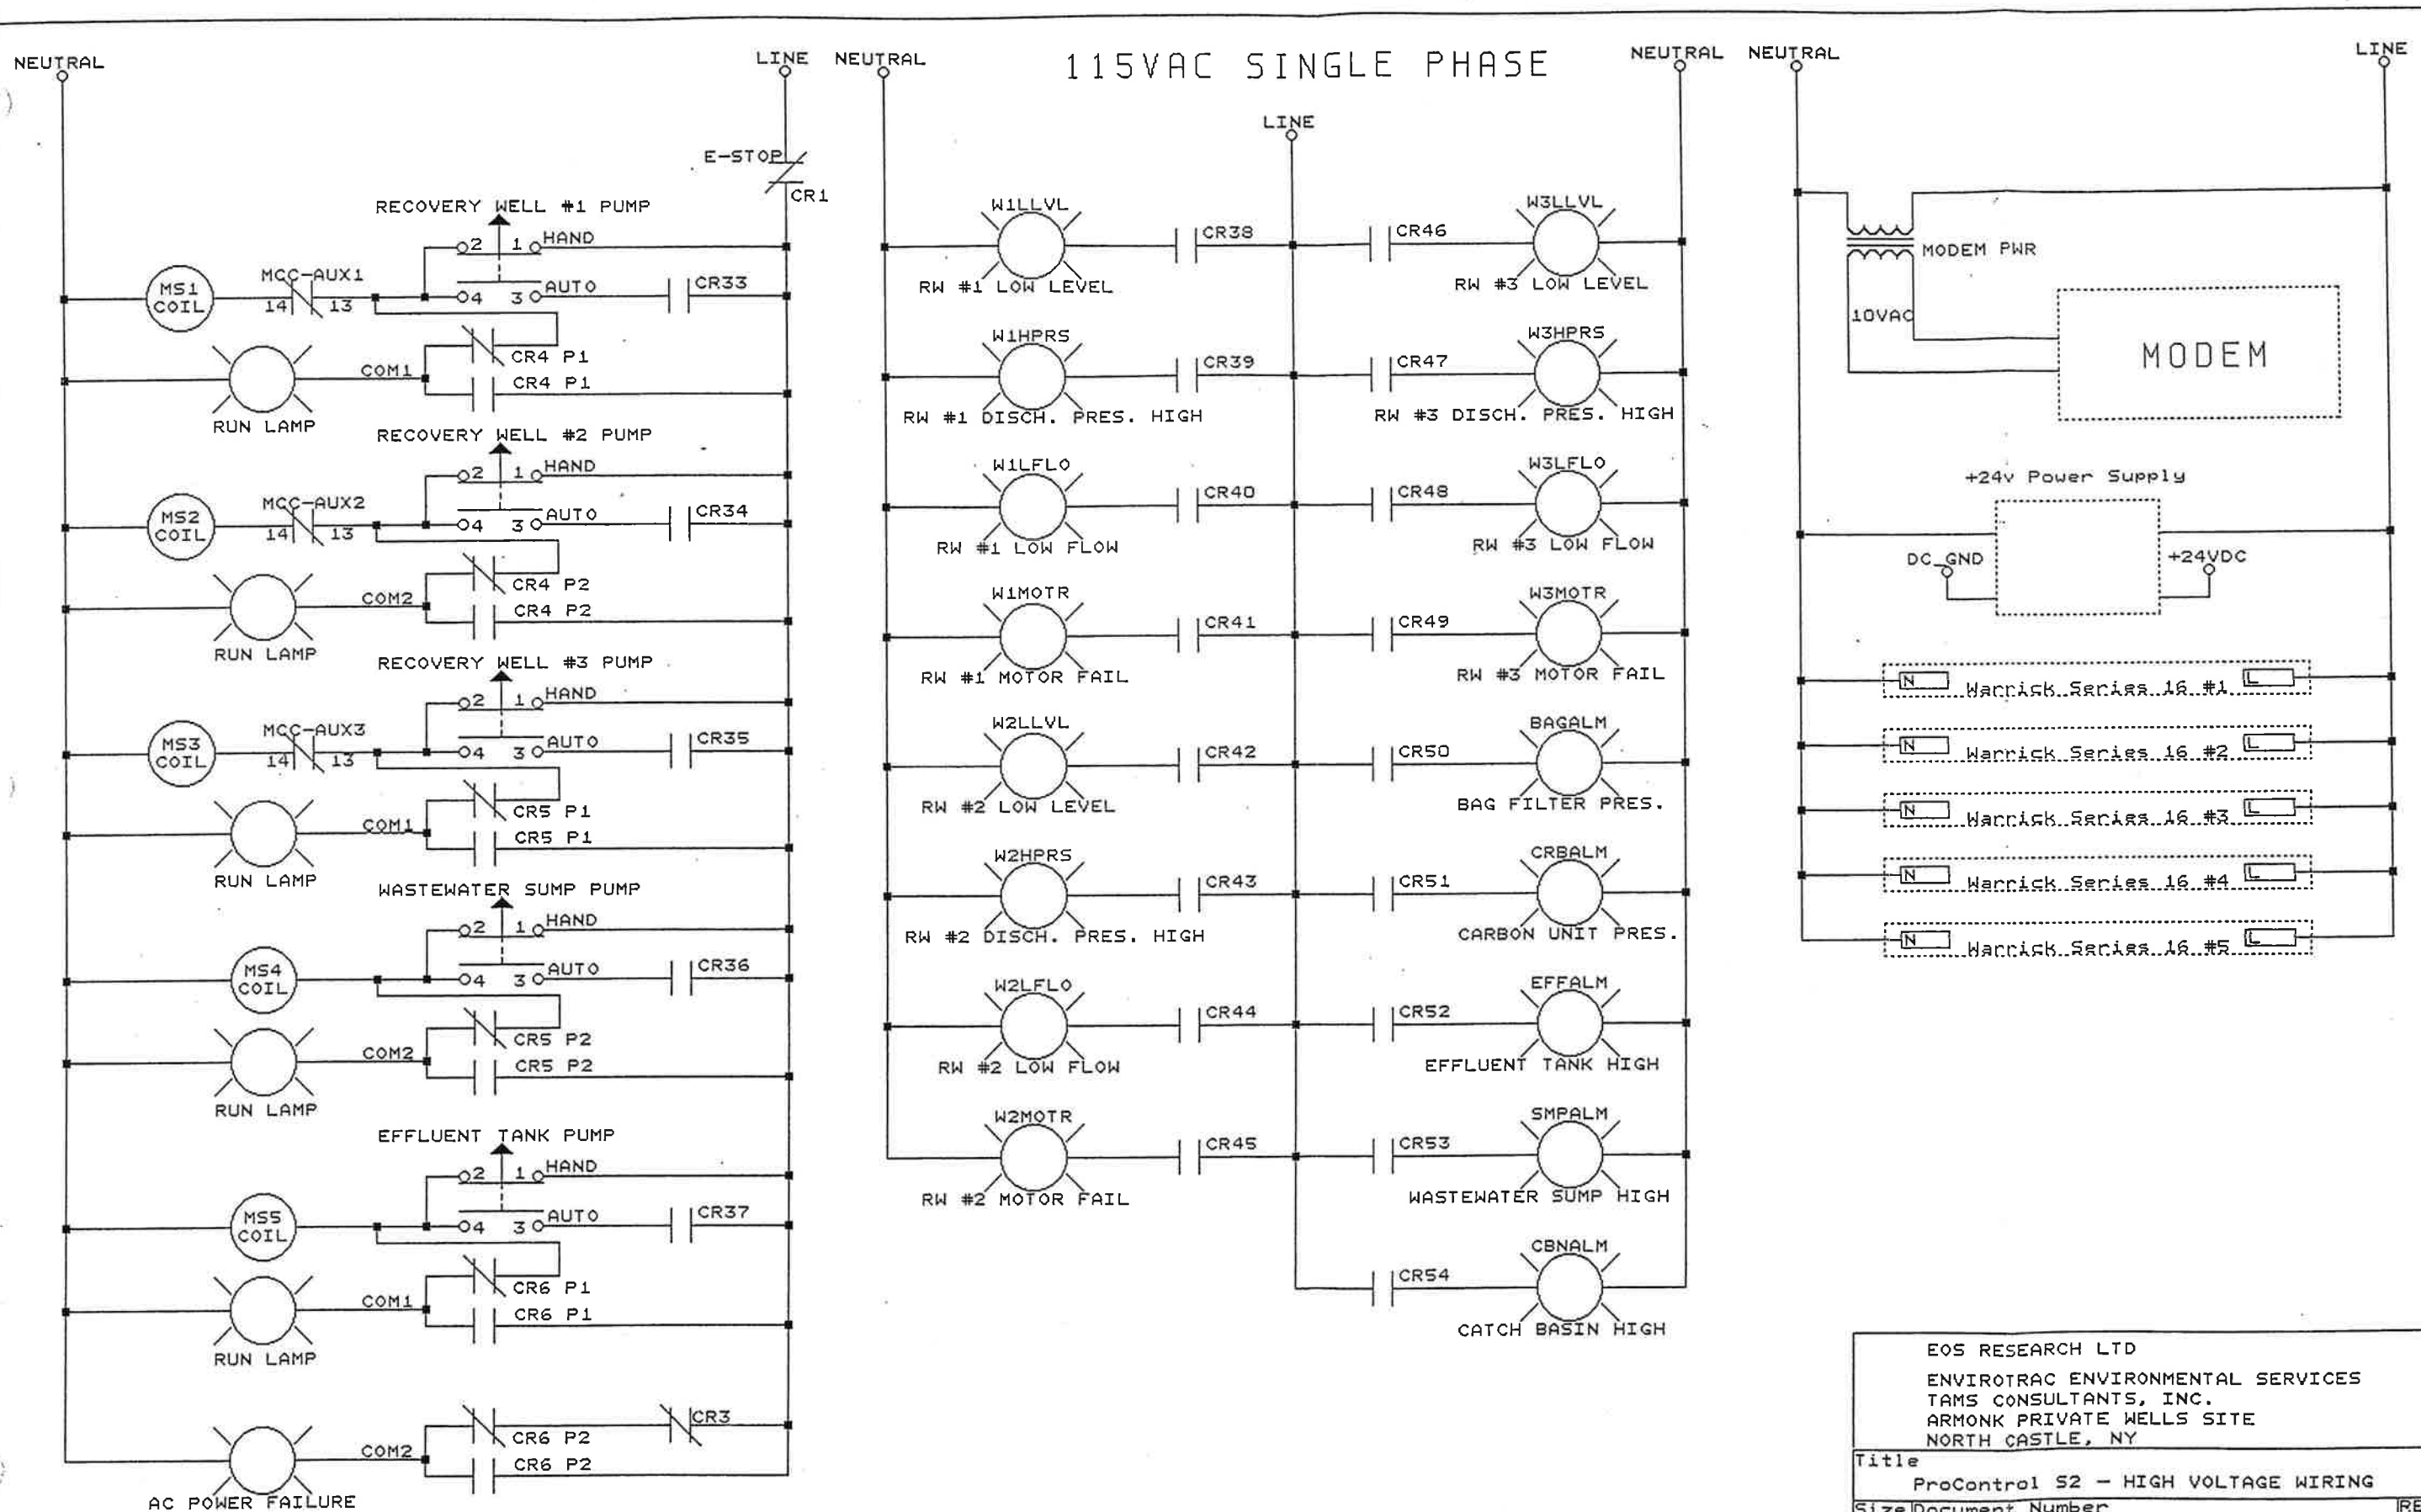 115VAC SINGLE PHASE
NEUTRAL
LINE
E-STOP
CR1
RECOVERY WELL #1 PUMP
2 1 HAND
MS1 COIL
MCC-AUX1
14 13
4 3 AUTO
CR33
CR4 P1
COM1
CR4 P1
RUN LAMP
RECOVERY WELL #2 PUMP
2 1 HAND
MS2 COIL
MCC-AUX2
14 13
4 3 AUTO
CR34
CR4 P2
COM2
CR4 P2
RUN LAMP
RECOVERY WELL #3 PUMP
2 1 HAND
MS3 COIL
MCC-AUX3
14 13
4 3 AUTO
CR35
CR5 P1
COM1
CR5 P1
RUN LAMP
WASTEWATER SUMP PUMP
2 1 HAND
MS4 COIL
4 3 AUTO
CR36
CR5 P2
COM2
CR5 P2
RUN LAMP
EFFLUENT TANK PUMP
2 1 HAND
MS5 COIL
4 3 AUTO
CR37
CR6 P1
COM1
CR6 P1
RUN LAMP
CR3
CR6 P2
COM2
CR6 P2
AC POWER FAILURE
NEUTRAL
LINE
NEUTRAL
W1LLVL
CR38
RW #1 LOW LEVEL
W1HPRS
CR39
RW #1 DISCH. PRES. HIGH
W1LFLO
CR40
RW #1 LOW FLOW
W1MOTR
CR41
RW #1 MOTOR FAIL
W2LLVL
CR42
RW #2 LOW LEVEL
W2HPRS
CR43
RW #2 DISCH. PRES. HIGH
W2LFLO
CR44
RW #2 LOW FLOW
W2MOTR
CR45
RW #2 MOTOR FAIL
W3LLVL
CR46
RW #3 LOW LEVEL
W3HPRS
CR47
RW #3 DISCH. PRES. HIGH
W3LFLO
CR48
RW #3 LOW FLOW
W3MOTR
CR49
RW #3 MOTOR FAIL
BAGALM
CR50
BAG FILTER PRES.
CRBALM
CR51
CARBON UNIT PRES.
EFFALM
CR52
EFFLUENT TANK HIGH
SMPALM
CR53
WASTEWATER SUMP HIGH
CBNALM
CR54
CATCH BASIN HIGH
NEUTRAL
LINE
MODEM PWR
10VAC
MODEM
+24v Power Supply
DC_GND
+24VDC
N Warrick Series 16 #1 L
N Warrick Series 16 #2 L
N Warrick Series 16 #3 L
N Warrick Series 16 #4 L
N Warrick Series 16 #5 L
EOS RESEARCH LTD
ENVIROTRAC ENVIRONMENTAL SERVICES
TAMS CONSULTANTS, INC.
ARMONK PRIVATE WELLS SITE
NORTH CASTLE, NY
Title
ProControl S2 - HIGH VOLTAGE WIRING
Size Document Number